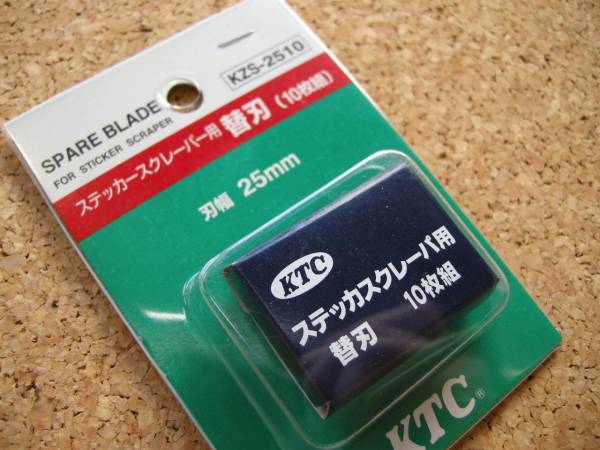 KZS-2510
SPARE BLADE
FOR STICKER SCRAPER
ステッカースクレーパー用 替刃（10枚組）
刃幅 25mm
KTC
ステッカスクレーパ用
替刃 10枚組
KTC®